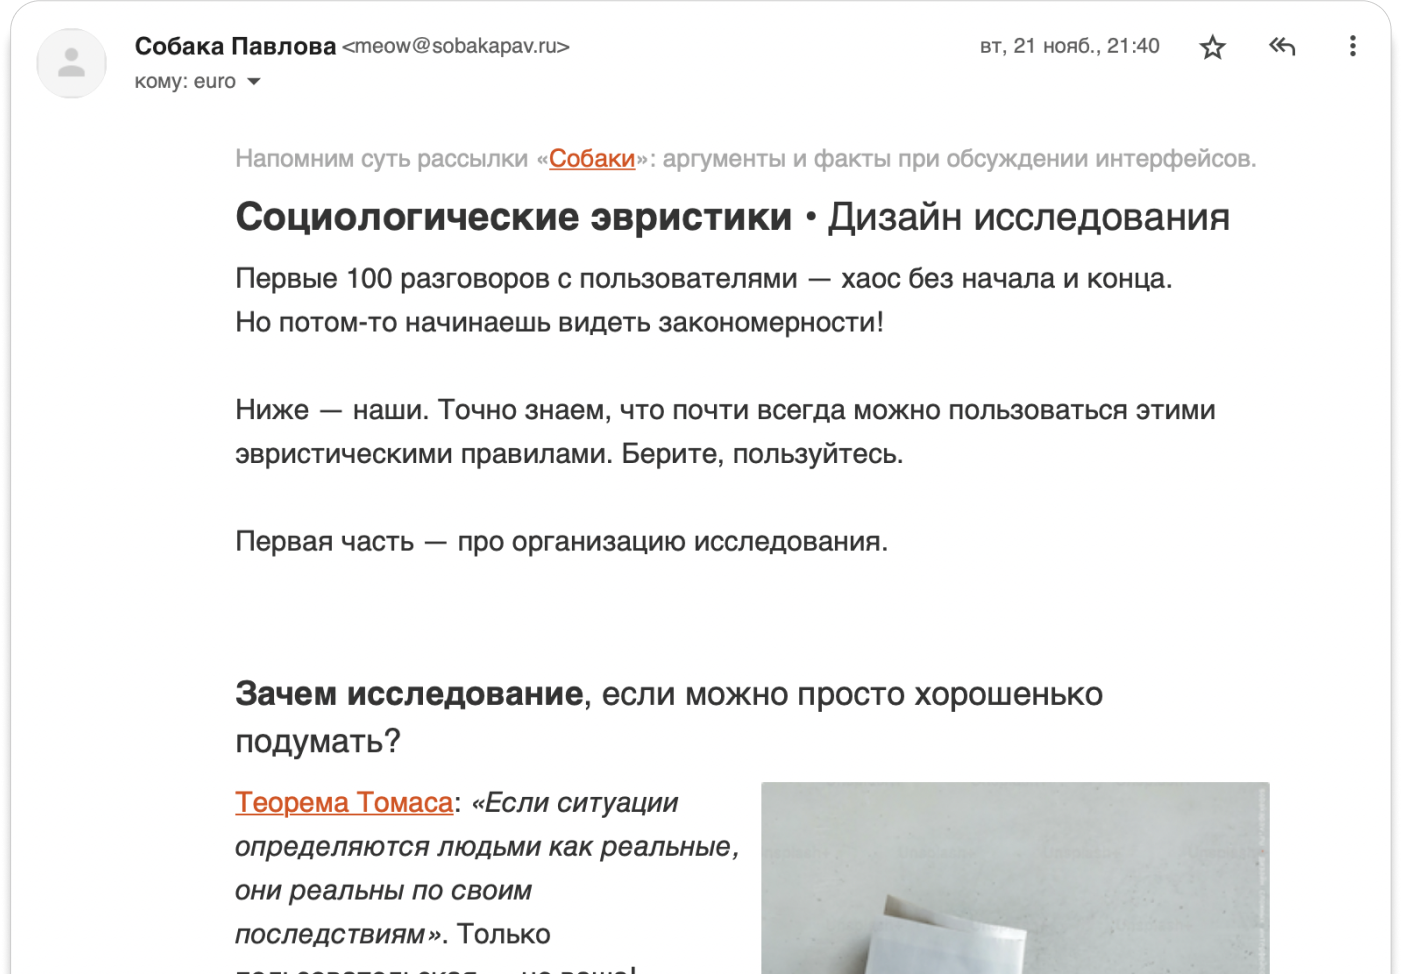 Собака Павлова <meow@sobakapav.ru>
вт, 21 нояб., 21:40
кому: euro
Напомним суть рассылки «Собаки»: аргументы и факты при обсуждении интерфейсов.
Социологические эвристики • Дизайн исследования
Первые 100 разговоров с пользователями — хаос без начала и конца.
Но потом-то начинаешь видеть закономерности!
Ниже — наши. Точно знаем, что почти всегда можно пользоваться этими
эвристическими правилами. Берите, пользуйтесь.
Первая часть — про организацию исследования.
Зачем исследование, если можно просто хорошенько
подумать?
Теорема Томаса: «Если ситуации
определяются людьми как реальные,
они реальны по своим
последствиям». Только
пользовательская — не ваша!